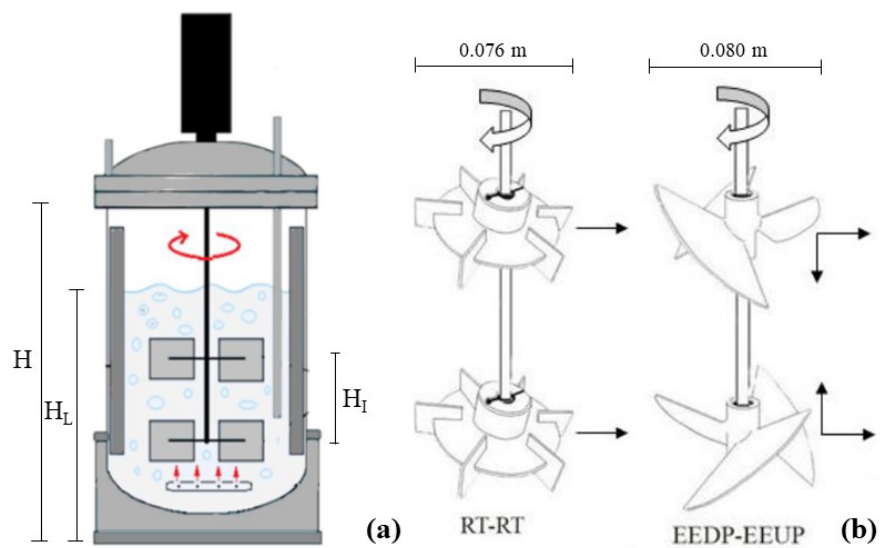 0.076 m
0.080 m
H
H_L
H_I
(a)
RT-RT
EEDP-EEUP
(b)